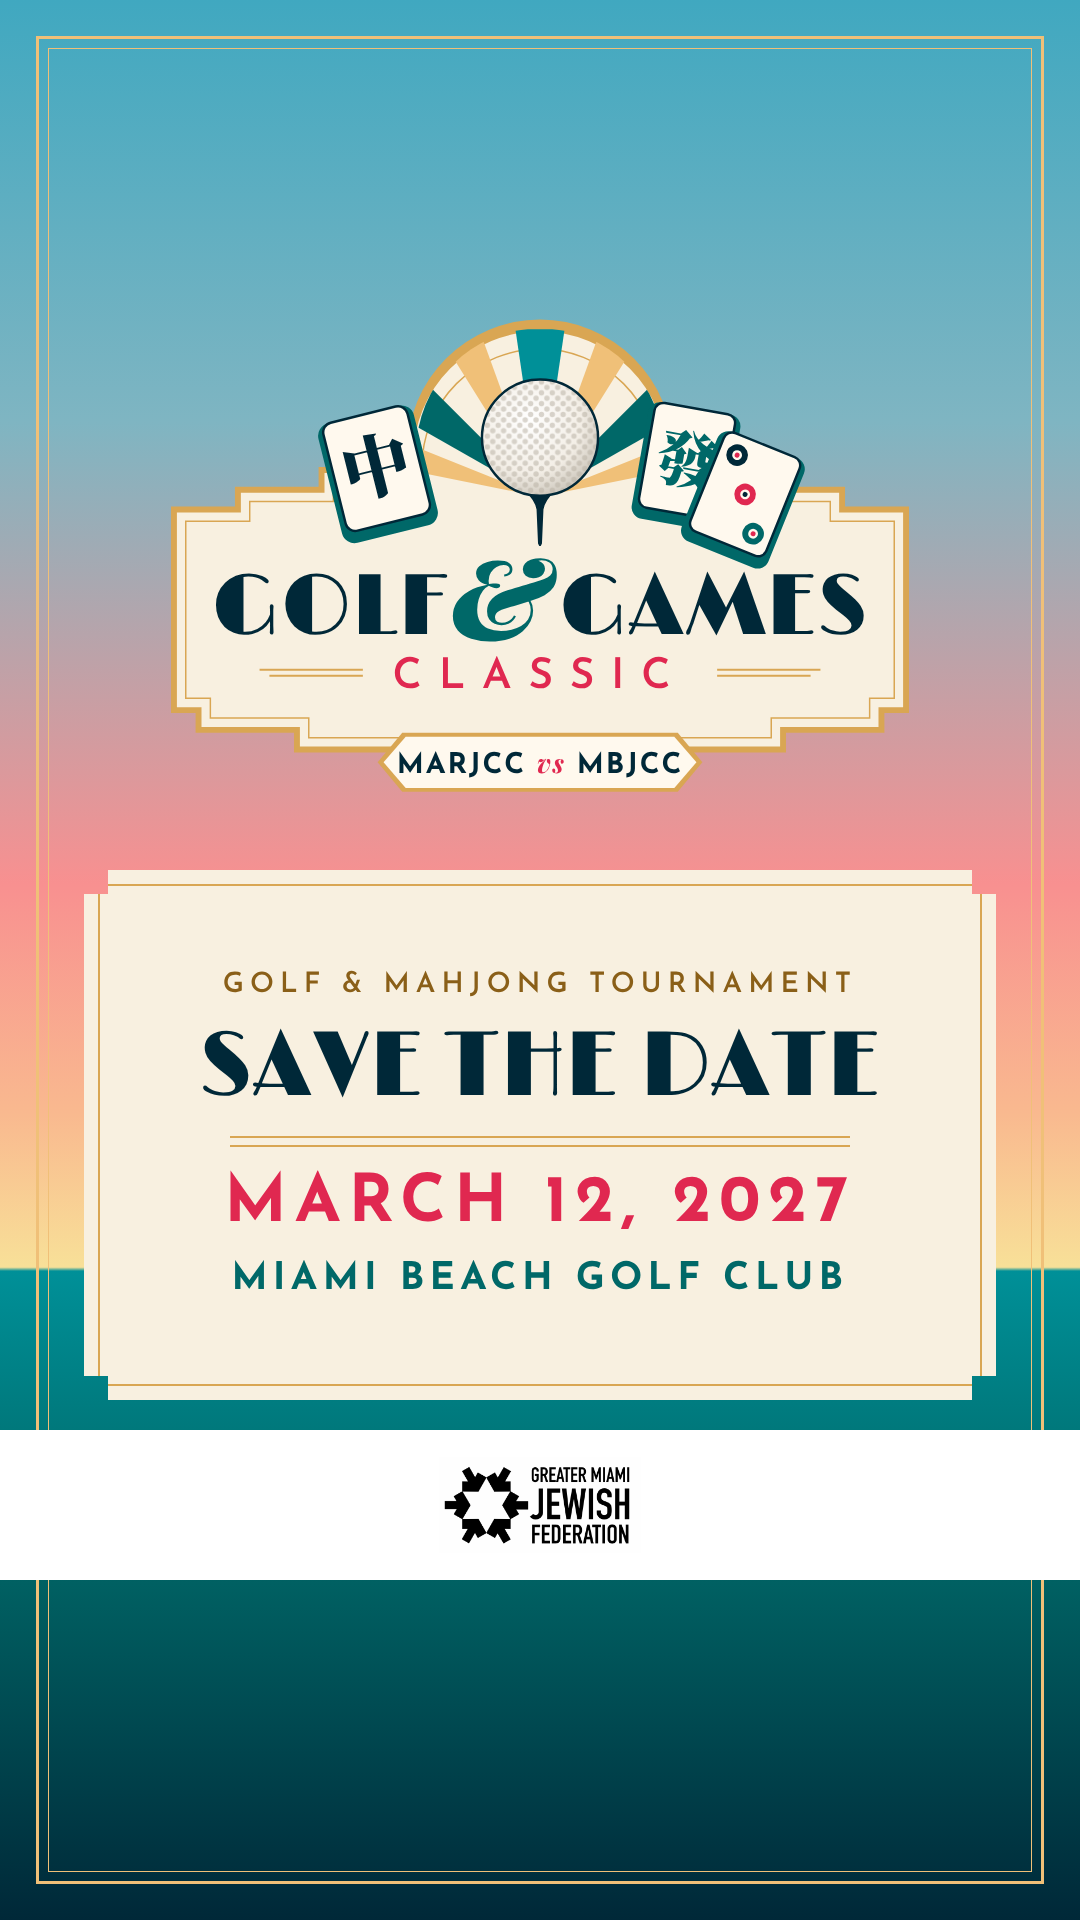 中
發
GOLF & GAMES
CLASSIC
MARJCC vs MBJCC
GOLF & MAHJONG TOURNAMENT
SAVE THE DATE
MARCH 12, 2027
MIAMI BEACH GOLF CLUB
GREATER MIAMI
JEWISH
FEDERATION